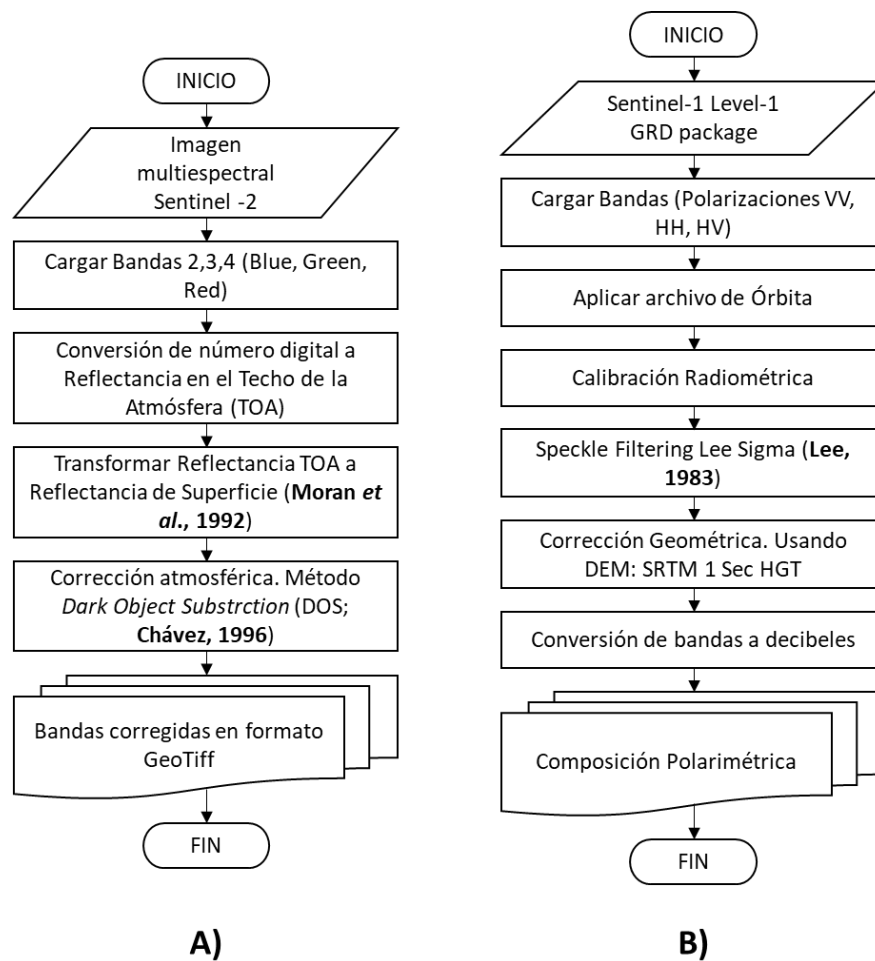 INICIO
Imagen
multiespectral
Sentinel -2
Cargar Bandas 2,3,4 (Blue, Green,
Red)
Conversión de número digital a
Reflectancia en el Techo de la
Atmósfera (TOA)
Transformar Reflectancia TOA a
Reflectancia de Superficie (Moran et
al., 1992)
Corrección atmosférica. Método
Dark Object Substrction (DOS;
Chávez, 1996)
Bandas corregidas en formato
GeoTiff
FIN
A)
INICIO
Sentinel-1 Level-1
GRD package
Cargar Bandas (Polarizaciones VV,
HH, HV)
Aplicar archivo de Órbita
Calibración Radiométrica
Speckle Filtering Lee Sigma (Lee,
1983)
Corrección Geométrica. Usando
DEM: SRTM 1 Sec HGT
Conversión de bandas a decibeles
Composición Polarimétrica
FIN
B)